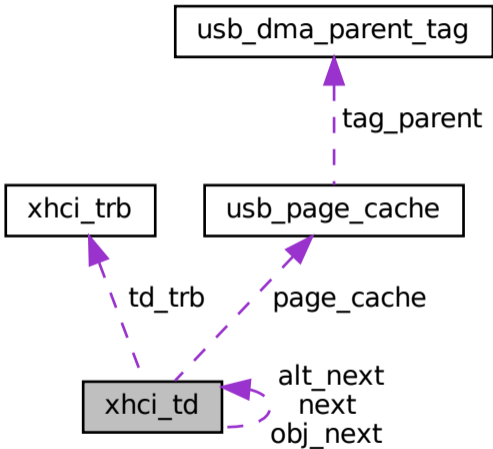 usb_dma_parent_tag
tag_parent
xhci_trb
usb_page_cache
td_trb
page_cache
xhci_td
alt_next
next
obj_next